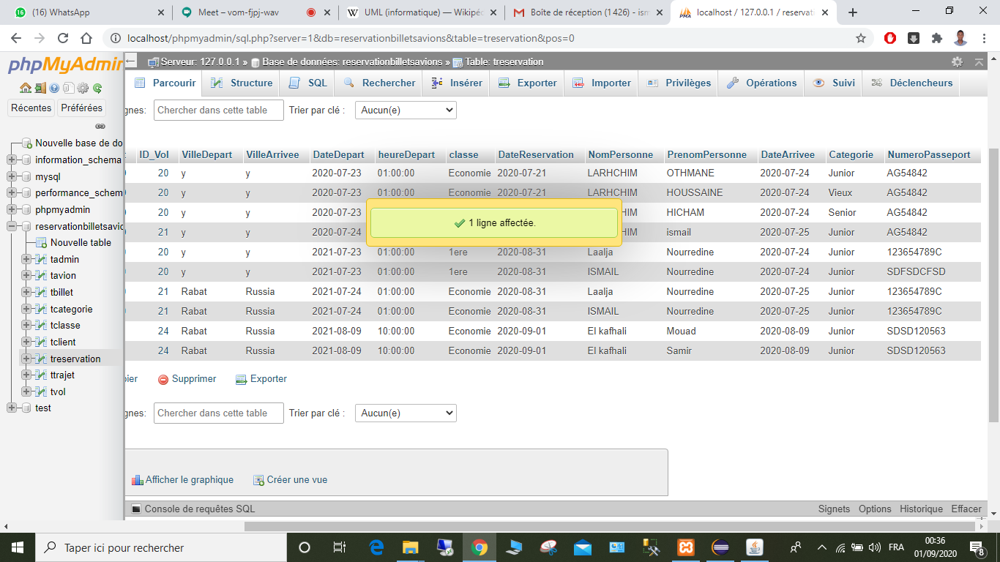 (16) WhatsApp
Meet – vom-fjpj-wav
UML (informatique) — Wikipéd
Boîte de réception (1 426) - ism
localhost / 127.0.0.1 / reservati
localhost/phpmyadmin/sql.php?server=1&db=reservationbilletsavions&table=treservation&pos=0
phpMyAdmin
Récentes Préférées
Nouvelle base de do
information_schema
mysql
performance_schem
phpmyadmin
reservationbilletsavio
Nouvelle table
tadmin
tavion
tbillet
tcategorie
tclasse
tclient
treservation
ttrajet
tvol
test
Serveur: 127.0.0.1 » Base de données: reservationbilletsavions » Table: treservation
Parcourir Structure SQL Rechercher Insérer Exporter Importer Privilèges Opérations Suivi Déclencheurs
gnes: Chercher dans cette table Trier par clé : Aucun(e)
ID_Vol VilleDepart VilleArrivee DateDepart heureDepart classe DateReservation NomPersonne PrenomPersonne DateArrivee Categorie NumeroPasseport
20 y y 2020-07-23 01:00:00 Economie 2020-07-21 LARHCHIM OTHMANE 2020-07-24 Junior AG54842
20 y y 2020-07-23 01:00:00 Economie 2020-07-21 LARHCHIM HOUSSAINE 2020-07-24 Vieux AG54842
20 y y 2020-07-23 HIM HICHAM 2020-07-24 Senior AG54842
21 y y 2020-07-24 HIM ismail 2020-07-25 Junior AG54842
20 y y 2021-07-23 01:00:00 1ere 2020-08-31 Laalja Nourredine 2020-07-24 Junior 123654789C
20 y y 2021-07-23 01:00:00 1ere 2020-08-31 ISMAIL Nourredine 2020-07-24 Junior SDFSDCFSD
21 Rabat Russia 2021-07-24 01:00:00 Economie 2020-08-31 Laalja Nourredine 2020-07-25 Junior 123654789C
21 Rabat Russia 2021-07-24 01:00:00 Economie 2020-08-31 ISMAIL Nourredine 2020-07-25 Junior 123654789C
24 Rabat Russia 2021-08-09 10:00:00 Economie 2020-09-01 El kafhali Mouad 2020-08-09 Junior SDSD120563
24 Rabat Russia 2021-08-09 10:00:00 Economie 2020-09-01 El kafhali Samir 2020-08-09 Junior SDSD120563
1 ligne affectée.
pier Supprimer Exporter
gnes: Chercher dans cette table Trier par clé : Aucun(e)
Afficher le graphique Créer une vue
Console de requêtes SQL Signets Options Historique Effacer
Taper ici pour rechercher
FRA
00:36
01/09/2020
8